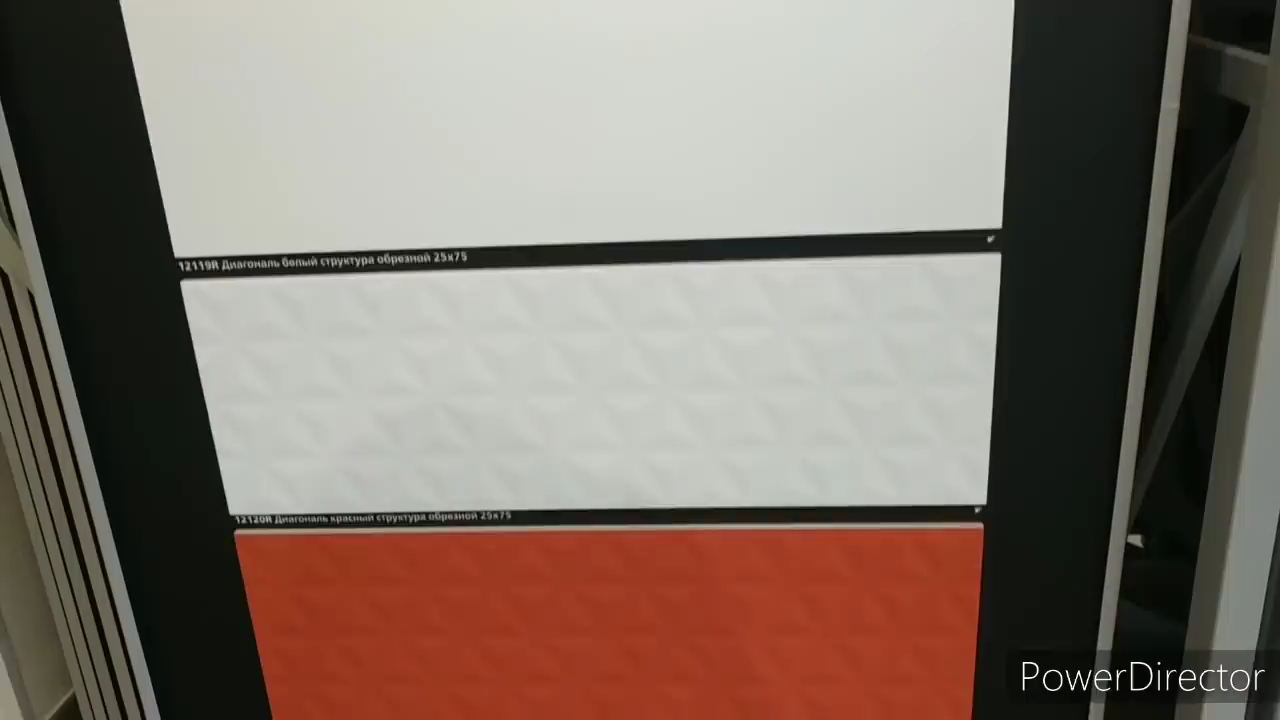 12119R Диагональ белый структура обрезной 25x75
12120R Диагональ красный структура обрезной 25x75
PowerDirector